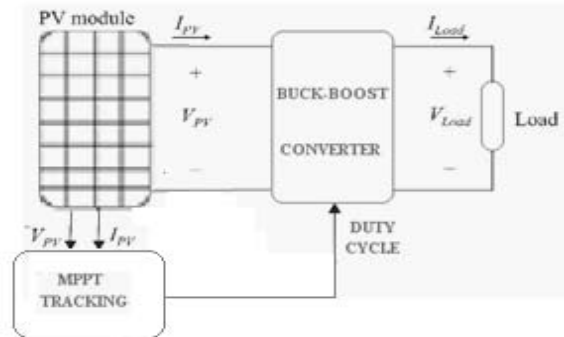 PV module
I_PV
I_Load
+
+
BUCK-BOOST
V_PV
V_Load
Load
CONVERTER
–
–
V_PV
I_PV
DUTY
CYCLE
MPPT
TRACKING